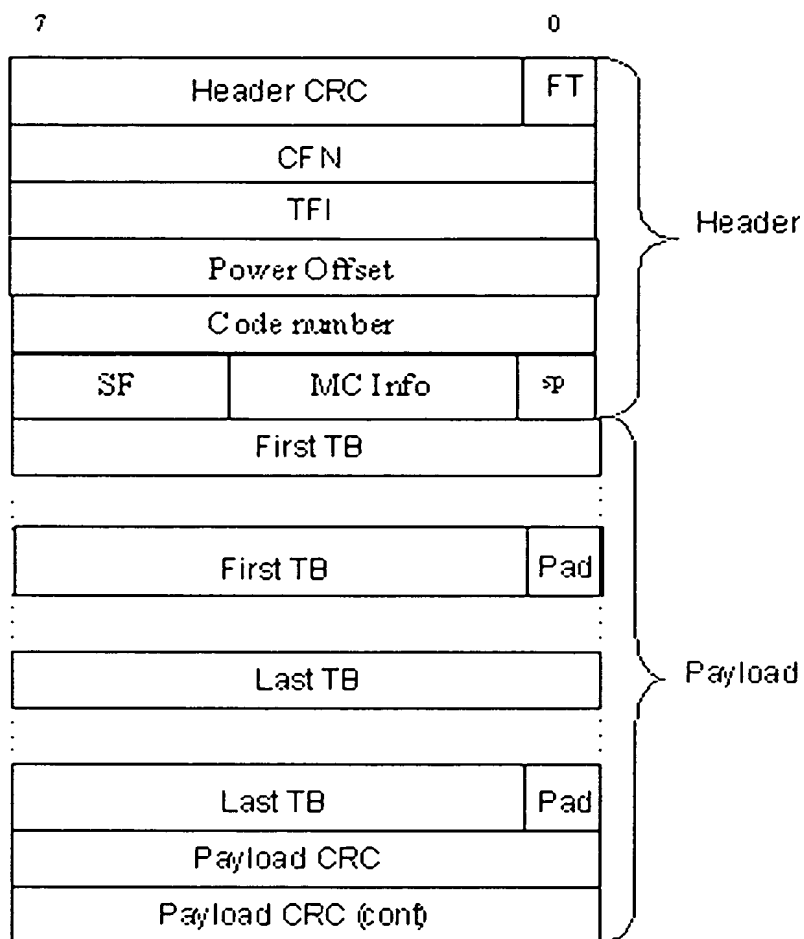 7 0
Header CRC FT
CFN
TFI
Header
Power Offset
Code number
SF MC Info sp
First TB
First TB Pad
Last TB
Payload
Last TB Pad
Payload CRC
Payload CRC (cont)